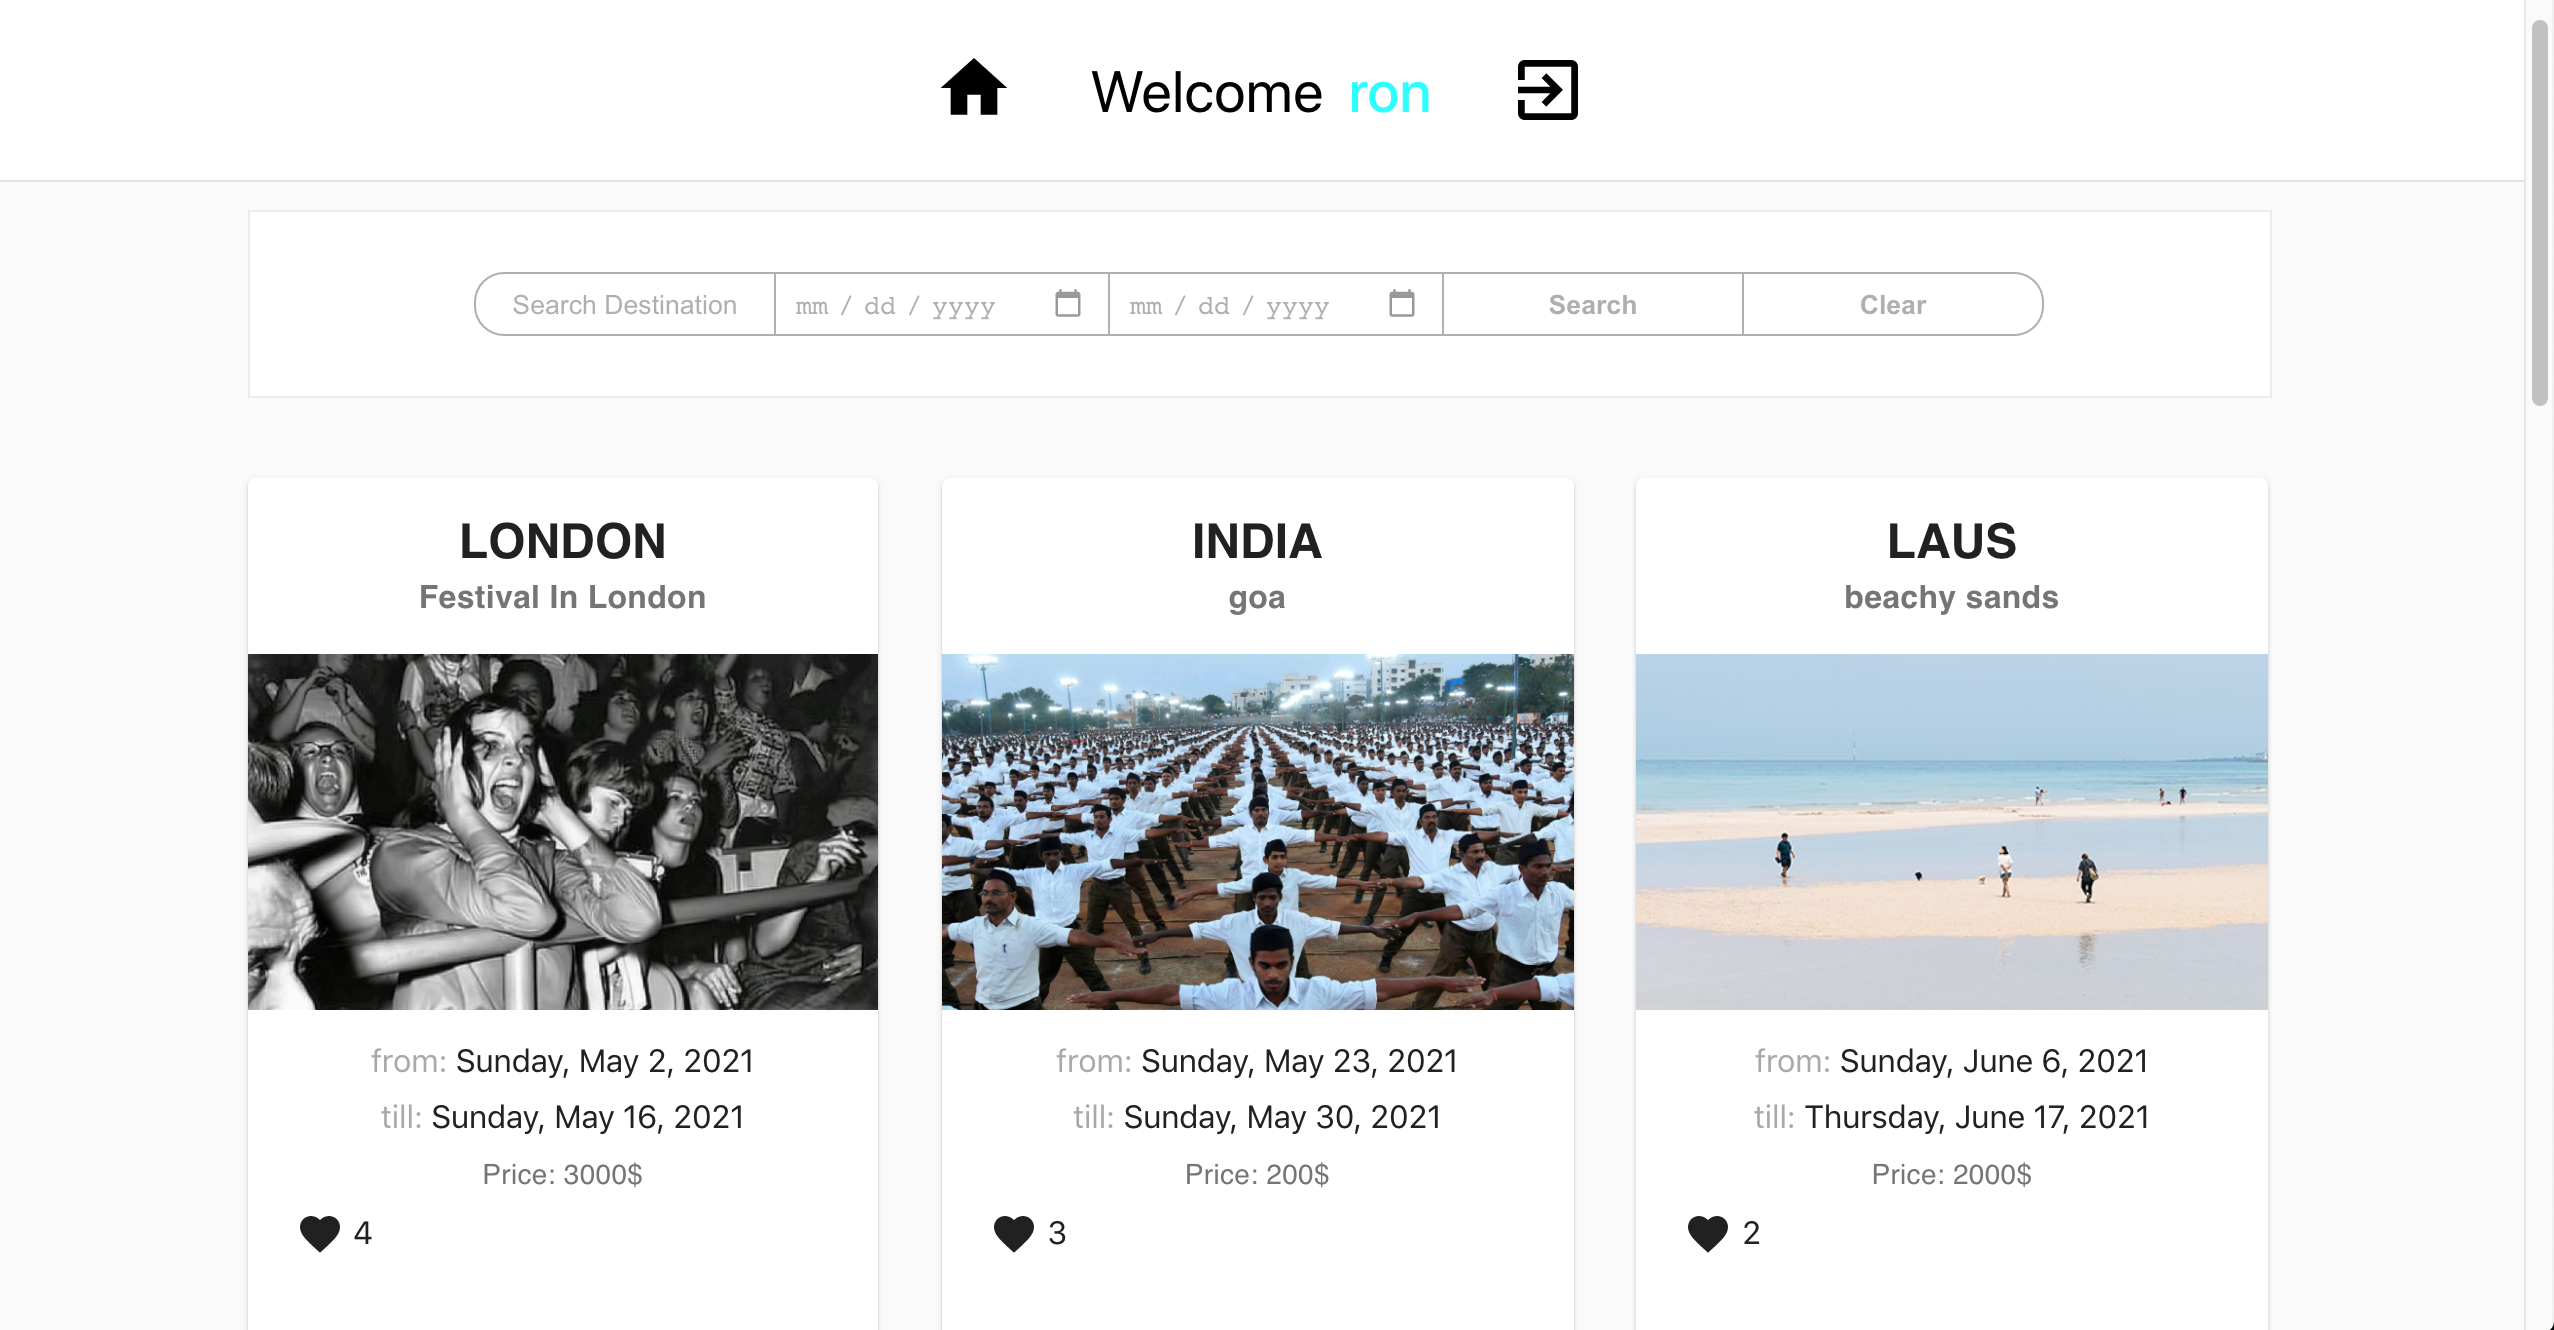 Welcome ron
Search Destination
mm / dd / yyyy
mm / dd / yyyy
Search
Clear
LONDON
Festival In London
from: Sunday, May 2, 2021
till: Sunday, May 16, 2021
Price: 3000$
4
INDIA
goa
from: Sunday, May 23, 2021
till: Sunday, May 30, 2021
Price: 200$
3
LAUS
beachy sands
from: Sunday, June 6, 2021
till: Thursday, June 17, 2021
Price: 2000$
2